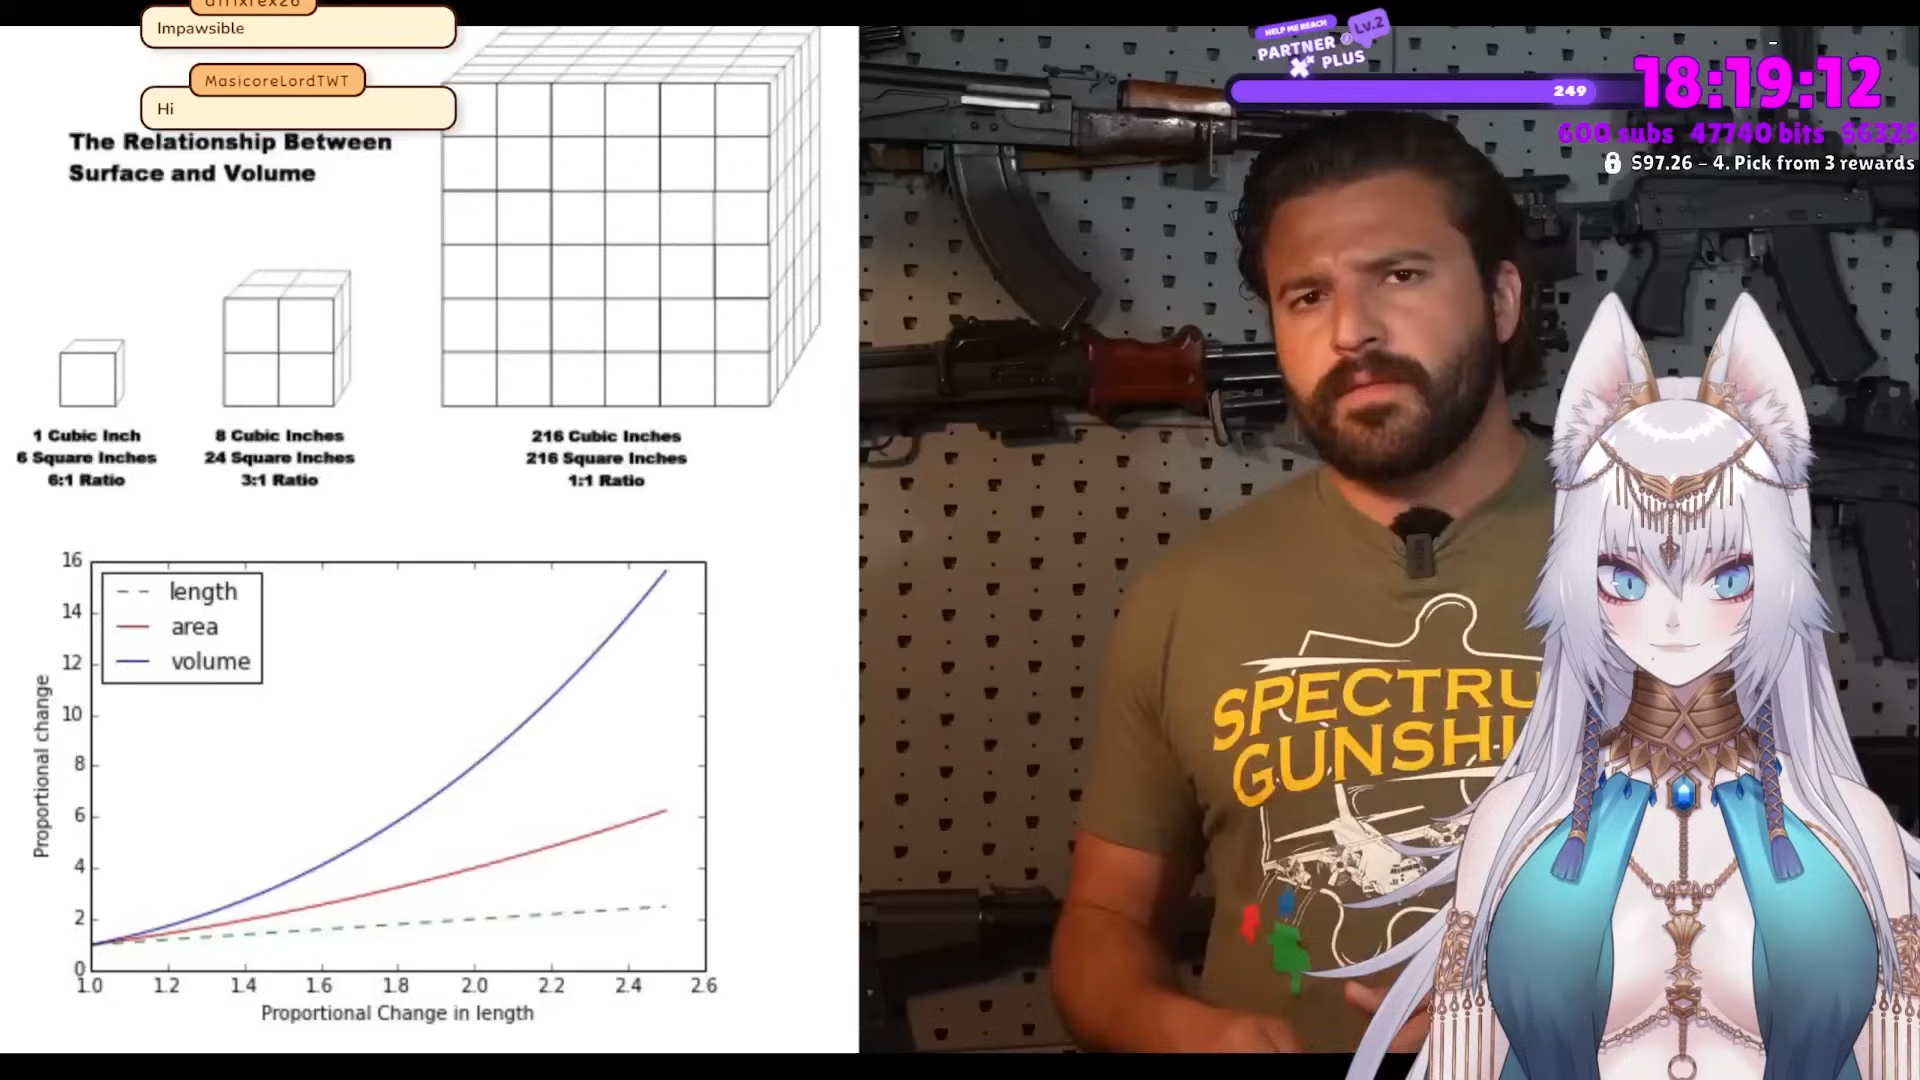 Impawsible
MasicoreLordTWT
Hi
The Relationship Between
Surface and Volume
1 Cubic Inch
6 Square Inches
6:1 Ratio
8 Cubic Inches
24 Square Inches
3:1 Ratio
216 Cubic Inches
216 Square Inches
1:1 Ratio
16
14
12
10
8
6
4
2
0
length
area
volume
Proportional change
1.0 1.2 1.4 1.6 1.8 2.0 2.2 2.4 2.6
Proportional Change in length
HELP ME REACH
Lv.2
PARTNER
PLUS
249
18:19:12
600 subs 47740 bits $6325
$97.26 – 4. Pick from 3 rewards
SPECTRU
GUNSHI